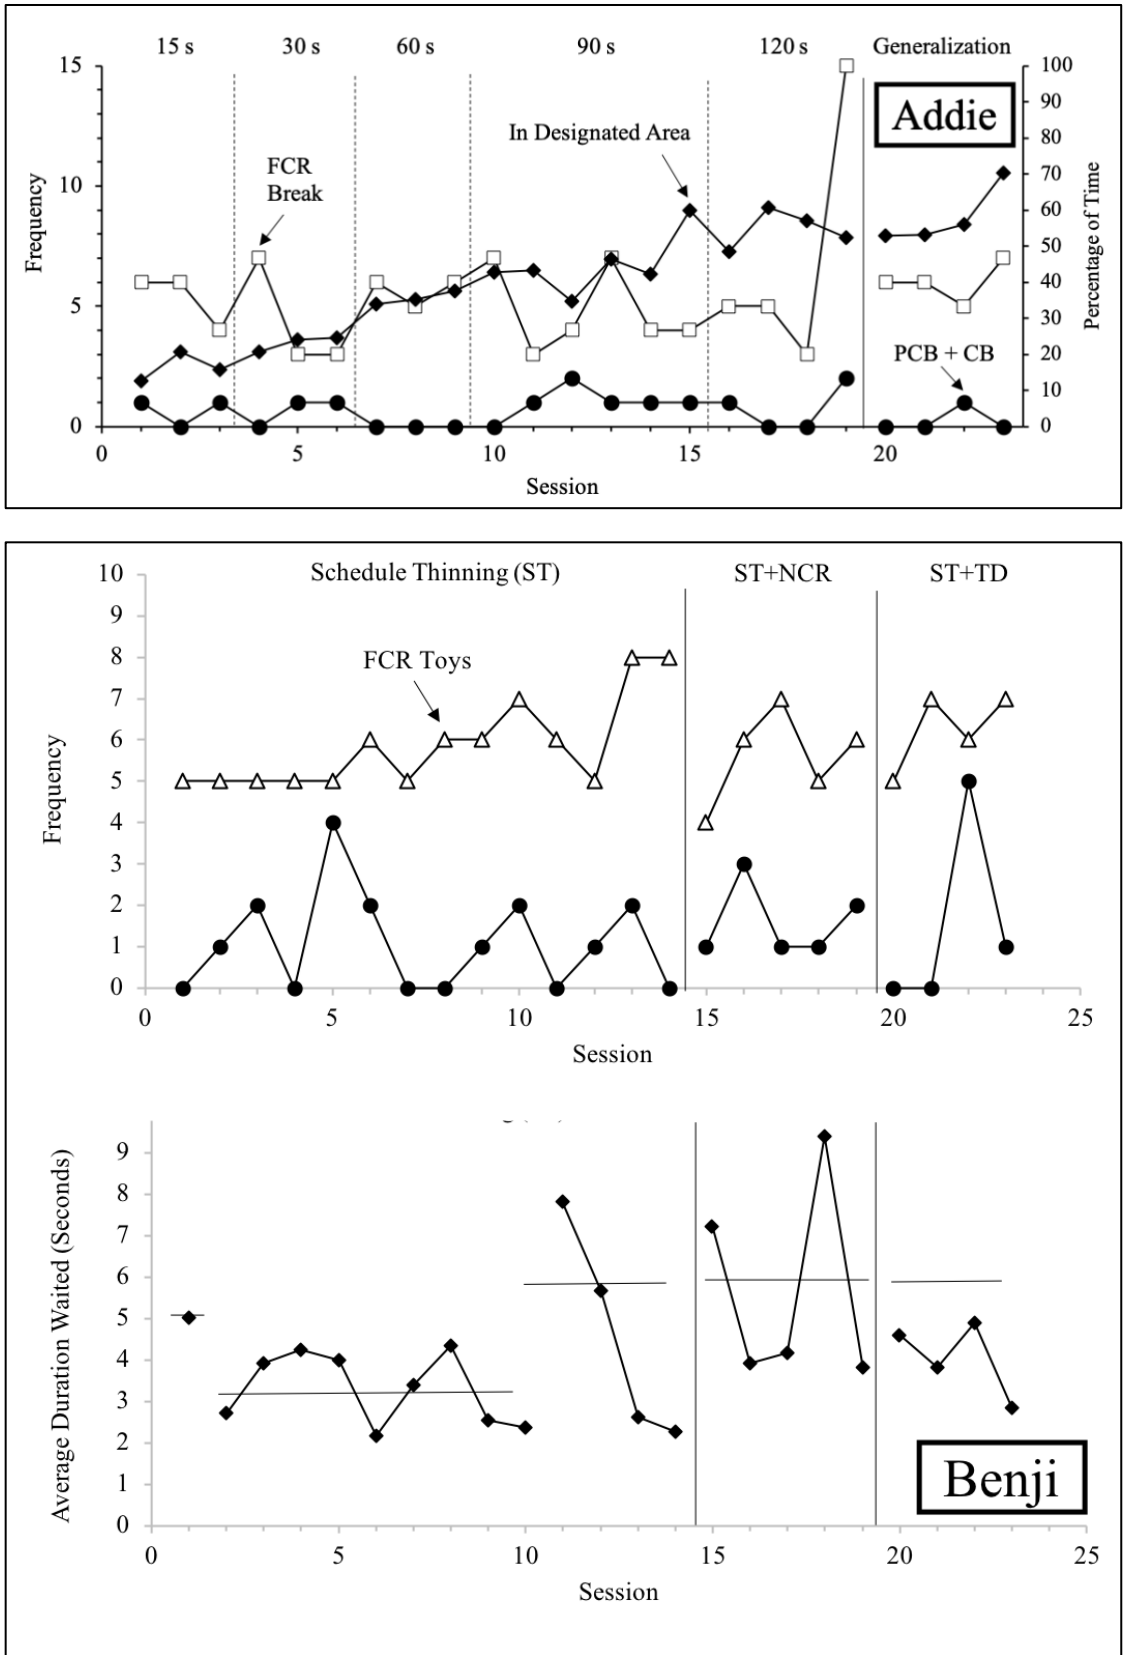 15 s 30 s 60 s 90 s 120 s Generalization
15 100
Addie
90
In Designated Area
80
FCR
Break
70
10
60
50
40
5
30
20
PCB + CB
10
0 0
0 5 10 15 20
Session
Frequency
Percentage of Time
Schedule Thinning (ST) ST+NCR ST+TD
10
9
8
FCR Toys
7
6
5
4
3
2
1
0
0 5 10 15 20 25
Session
Frequency
9
8
7
6
5
4
3
2
1
0
Benji
0 5 10 15 20 25
Session
Average Duration Waited (Seconds)